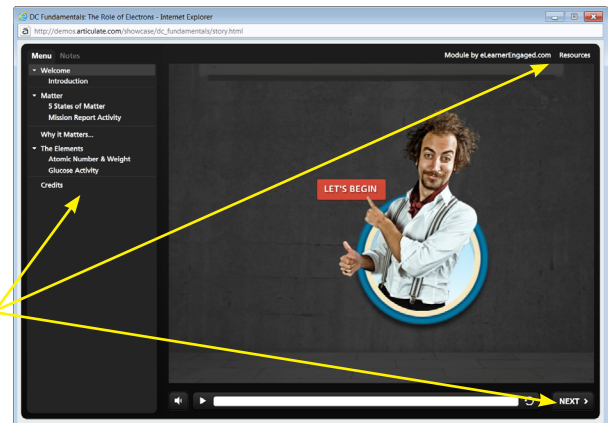 DC Fundamentals: The Role of Electrons - Internet Explorer
http://demos.articulate.com/showcase/dc_fundamentals/story.html
Menu Notes
Module by eLearnerEngaged.com Resources
Welcome
Introduction
Matter
5 States of Matter
Mission Report Activity
Why it Matters...
The Elements
Atomic Number & Weight
Glucose Activity
Credits
LET'S BEGIN
NEXT >